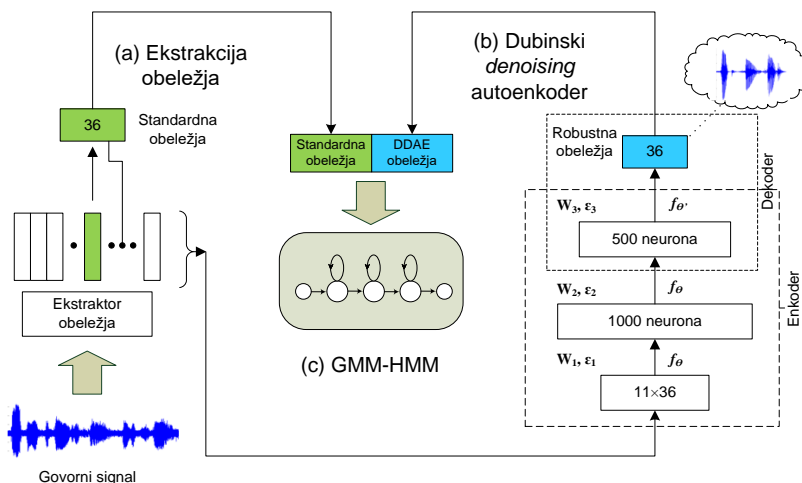 (a) Ekstrakcija
obeležja
36
Standardna
obeležja
Ekstraktor
obeležja
Govorni signal
Standardna
obeležja
DDAE
obeležja
(c) GMM-HMM
(b) Dubinski
denoising
autoenkoder
Robustna
obeležja
36
Dekoder
W₃, ε₃
f_θ'
500 neurona
W₂, ε₂
f_θ
1000 neurona
Enkoder
W₁, ε₁
f_θ
11×36